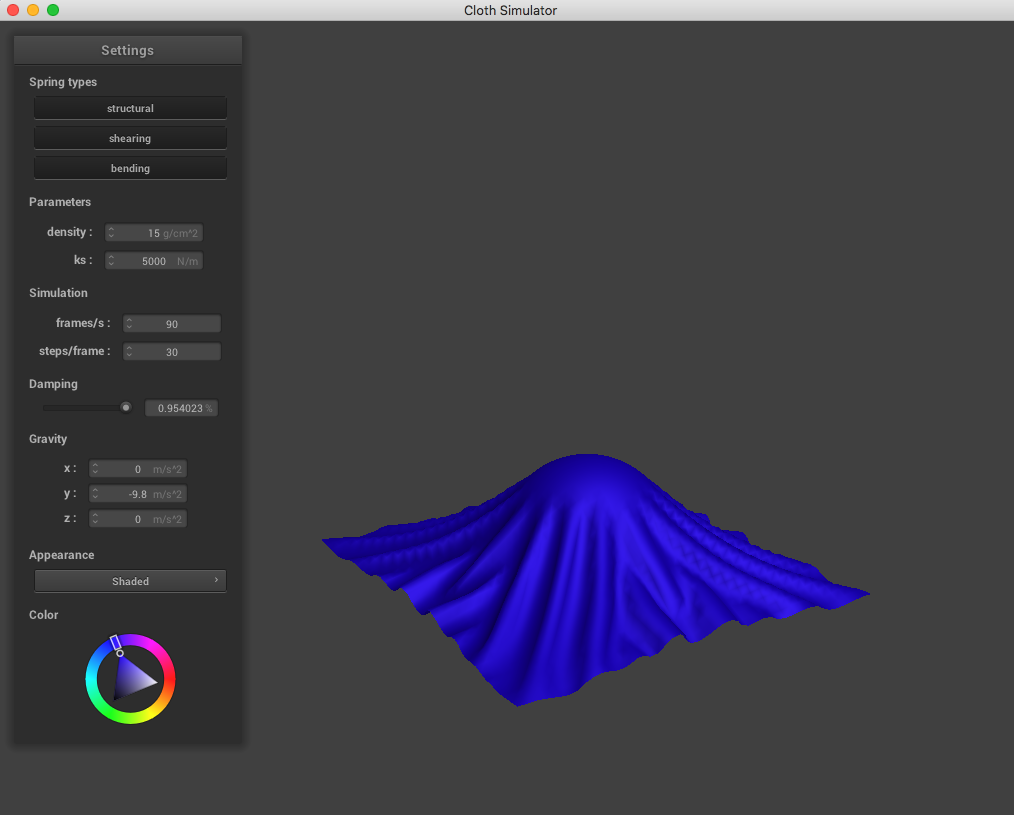 Cloth Simulator
Settings
Spring types
structural
shearing
bending
Parameters
density : 15 g/cm^2
ks : 5000 N/m
Simulation
frames/s : 90
steps/frame : 30
Damping
0.954023 %
Gravity
x : 0 m/s^2
y : -9.8 m/s^2
z : 0 m/s^2
Appearance
Shaded
Color